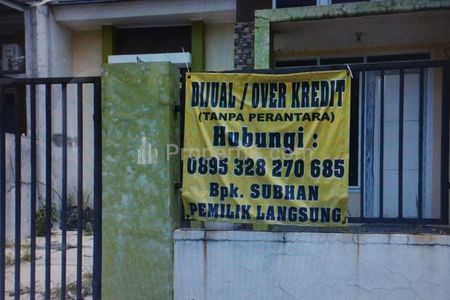 DIJUAL / OVER KREDIT
(TANPA PERANTARA)
Hubungi :
0895 328 270 685
Bpk. SUBHAN
PEMILIK LANGSUNG